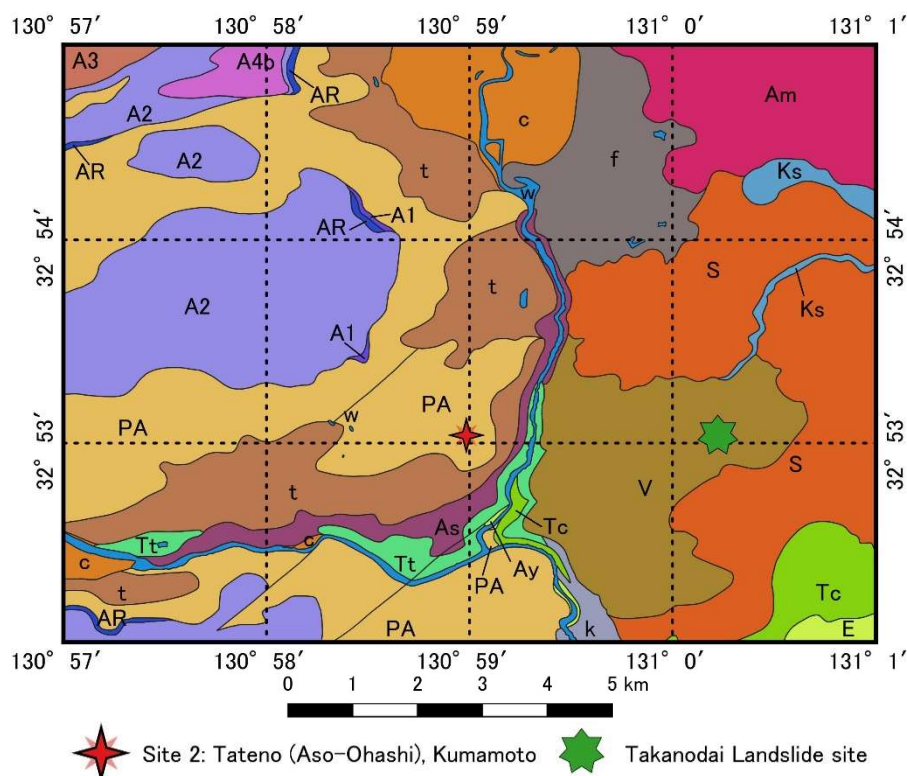 130° 57′ 130° 58′ 130° 59′ 131° 0′ 131° 1′
A3 A4b AR c Am
A2 f
AR A2 t Ks
w
A1
AR
32° 54′ 32° 54′
S
t Ks
A2
A1
PA w PA
32° 53′ 32° 53′
S
t V
As Tc
Tt c
c Tt PA Ay
t Tc
AR k E
PA
130° 57′ 130° 58′ 130° 59′ 131° 0′ 131° 1′
0 1 2 3 4 5 km
Site 2: Tateno (Aso-Ohashi), Kumamoto Takanodai Landslide site